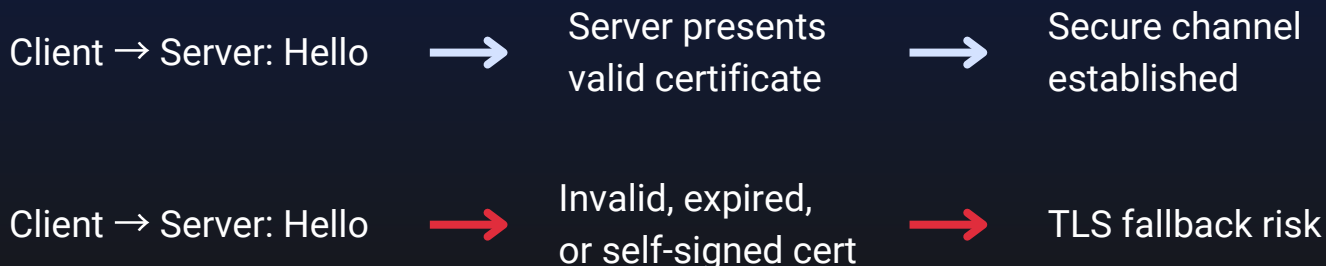 Client → Server: Hello
Server presents
valid certificate
Secure channel
established
Client → Server: Hello
Invalid, expired,
or self-signed cert
TLS fallback risk